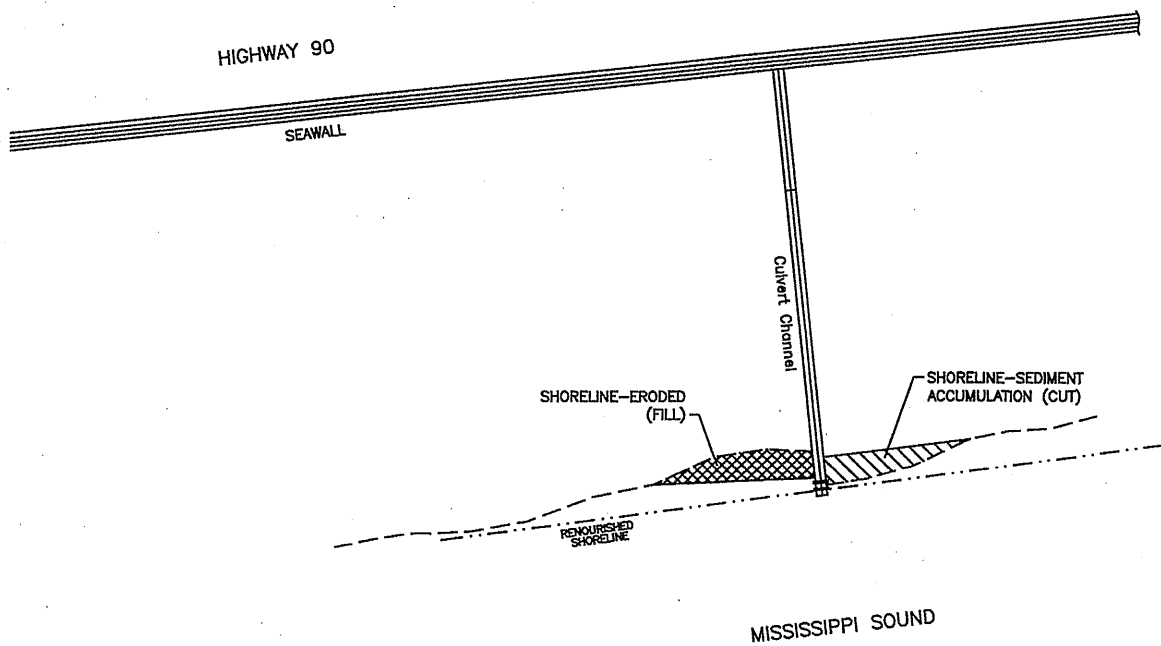 HIGHWAY 90
SEAWALL
Culvert Channel
SHORELINE-ERODED
(FILL)
SHORELINE-SEDIMENT
ACCUMULATION (CUT)
RENOURISHED
SHORELINE
MISSISSIPPI SOUND